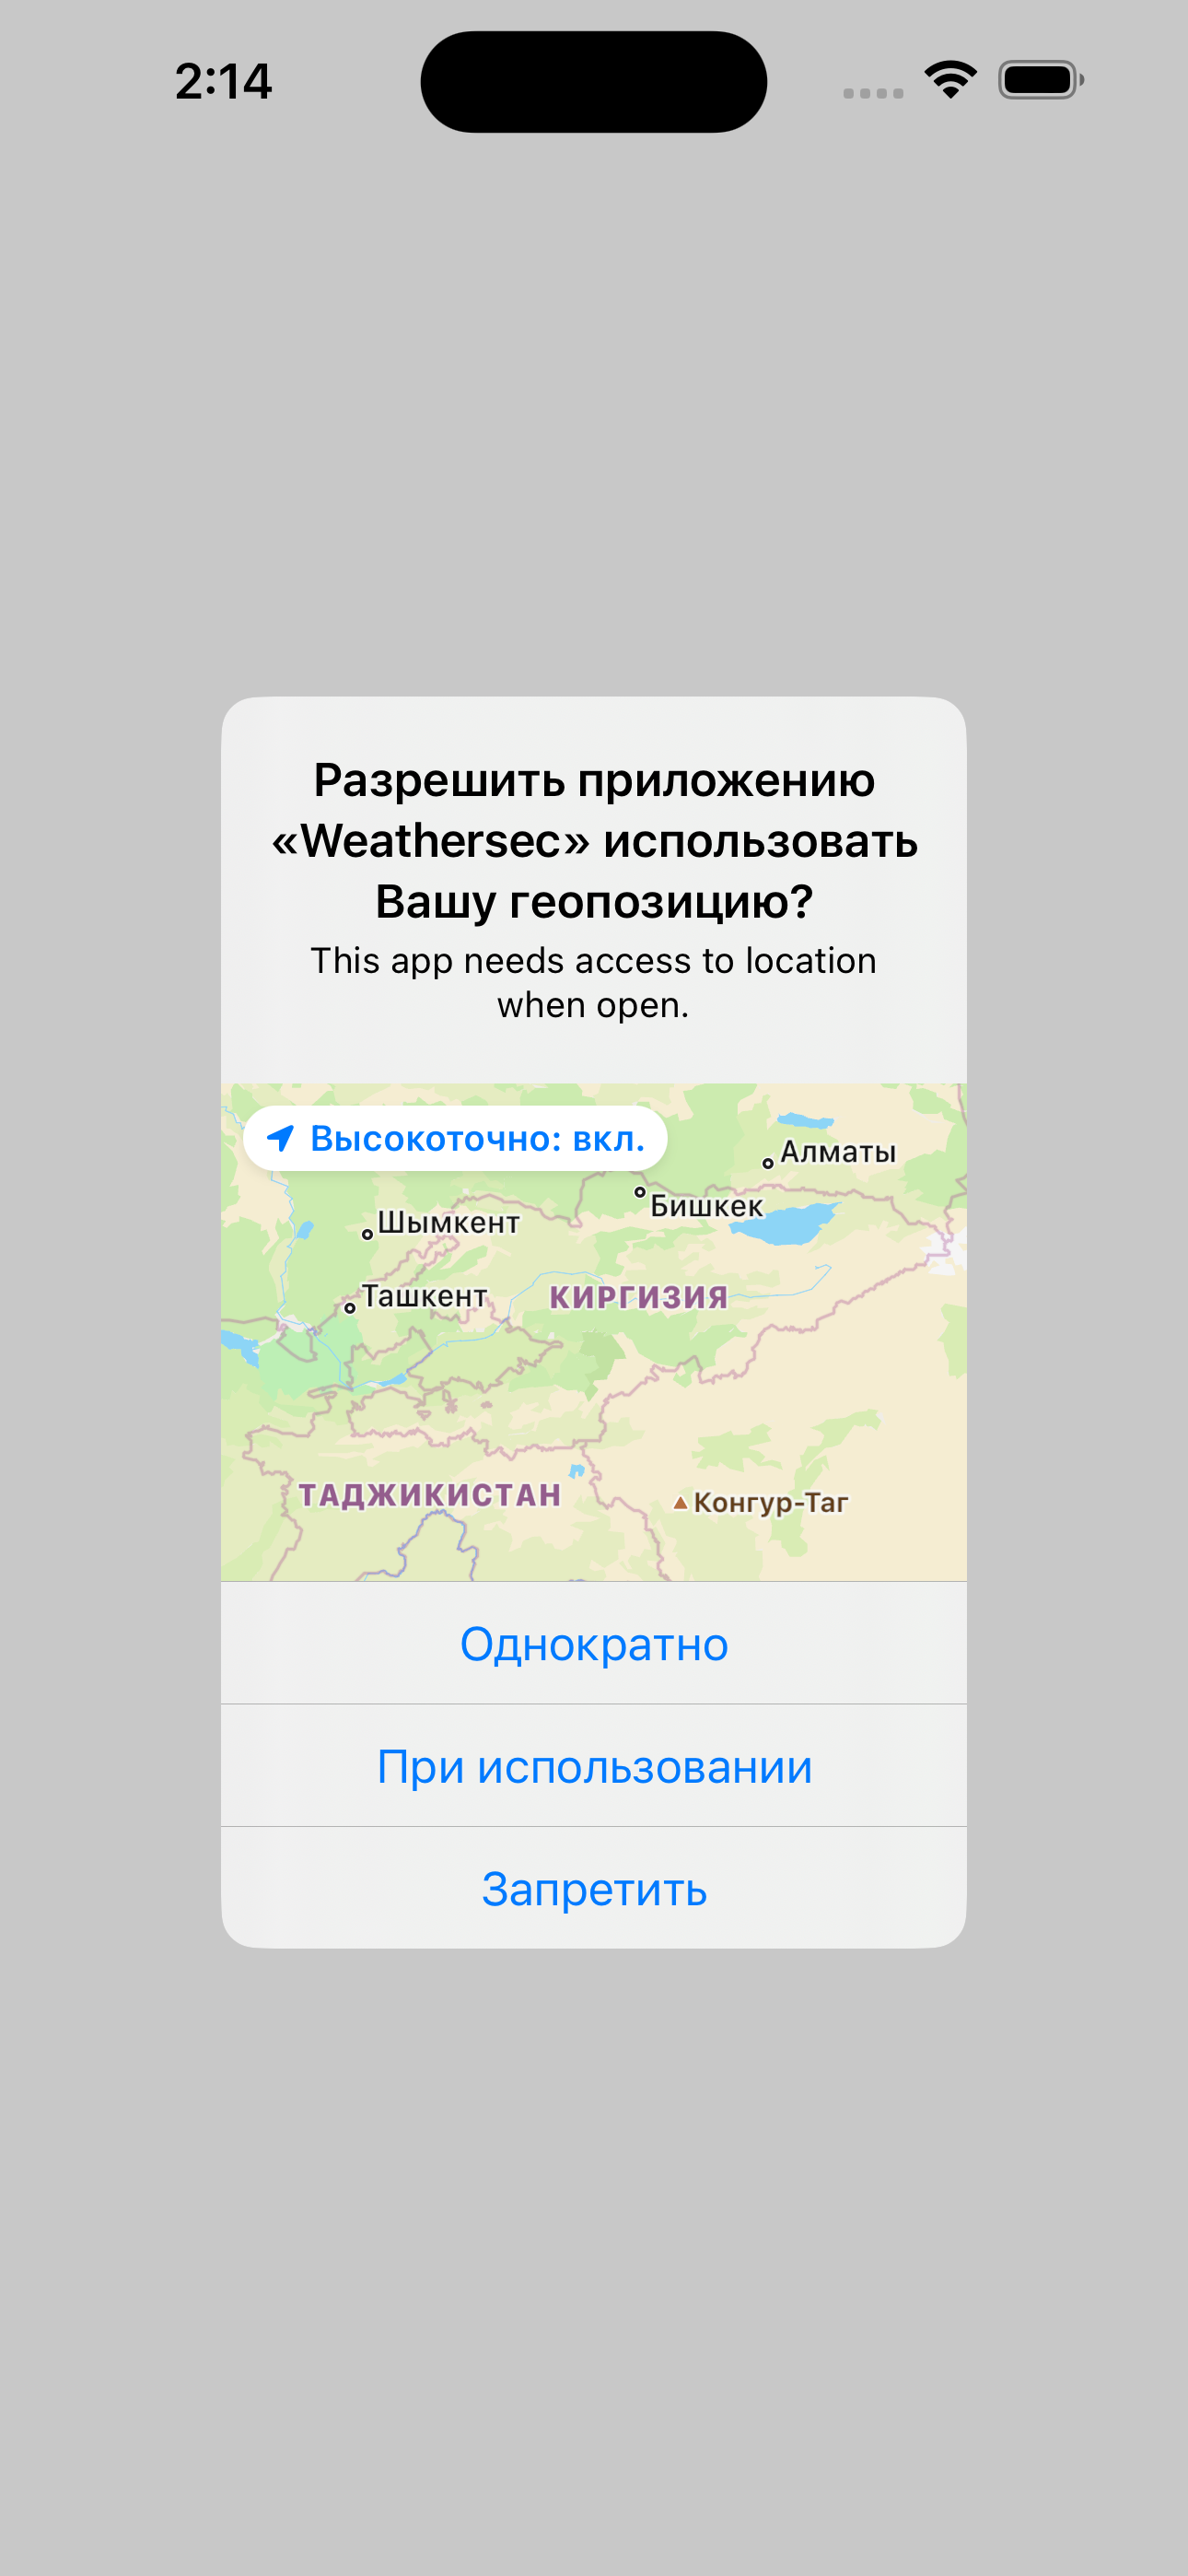 2:14
Разрешить приложению
«Weathersec» использовать
Вашу геопозицию?
This app needs access to location
when open.
Высокоточно: вкл.
Алматы
Бишкек
Шымкент
Ташкент
КИРГИЗИЯ
ТАДЖИКИСТАН
Конгур-Таг
Однократно
При использовании
Запретить